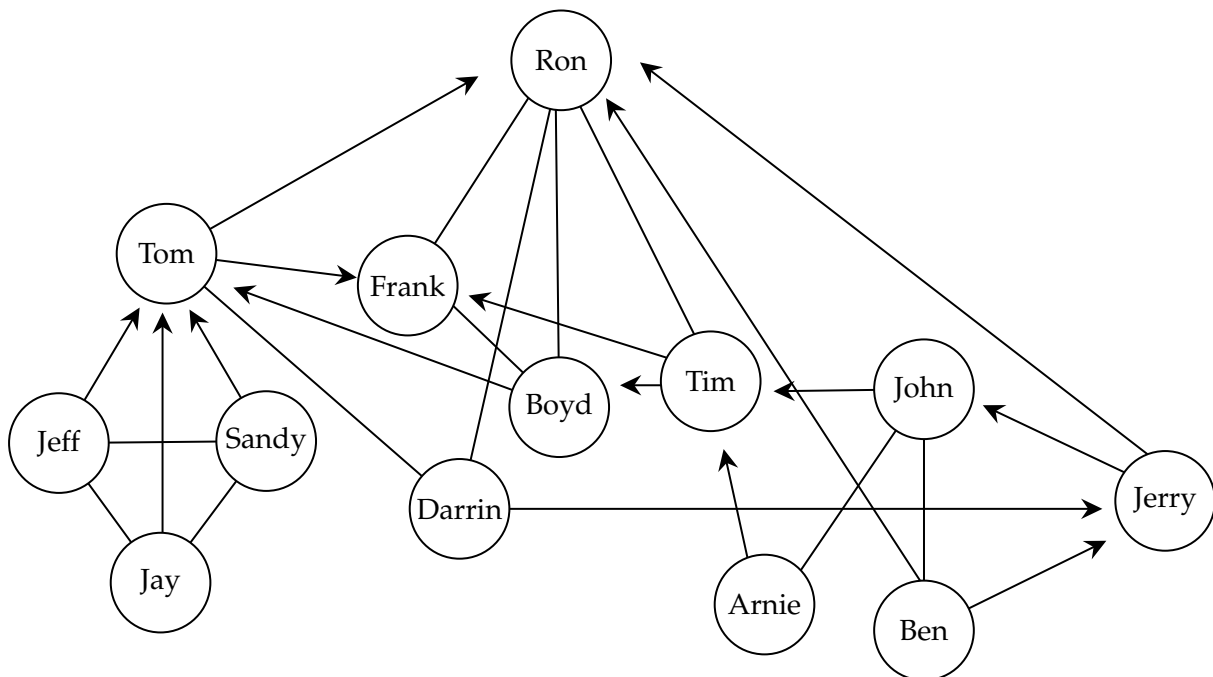 Ron
Tom
Frank
Tim
John
Boyd
Jeff
Sandy
Darrin
Jerry
Jay
Arnie
Ben